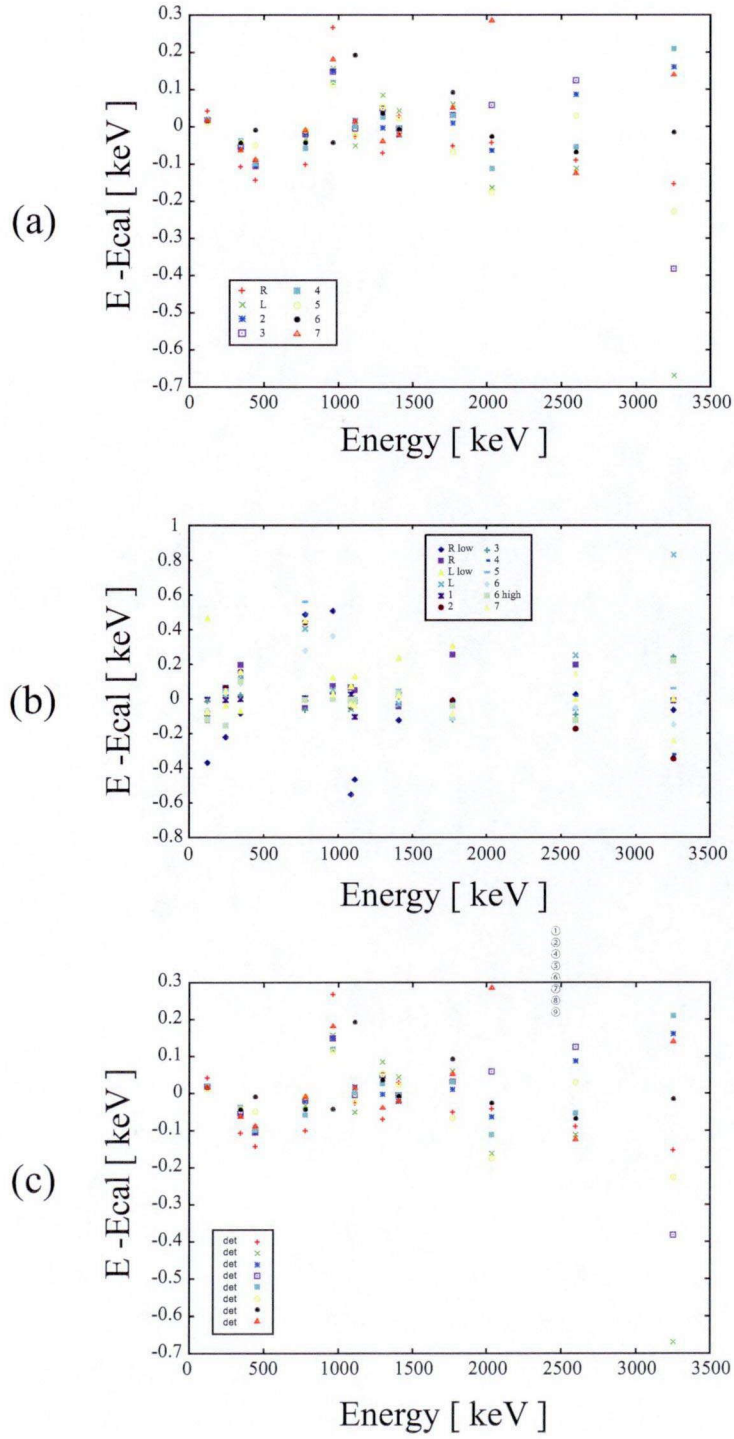 (a)
E -Ecal [ keV ]
0.3
0.2
0.1
0
-0.1
-0.2
-0.3
-0.4
-0.5
-0.6
-0.7
R 4
L 5
2 6
3 7
0 500 1000 1500 2000 2500 3000 3500
Energy [ keV ]
(b)
E -Ecal [ keV ]
1
0.8
0.6
0.4
0.2
0
-0.2
-0.4
-0.6
-0.8
R low 3
R 4
L low 5
L 6
1 6 high
2 7
0 500 1000 1500 2000 2500 3000 3500
Energy [ keV ]
①
②
④
⑤
⑥
⑦
⑧
⑨
(c)
E -Ecal [ keV ]
0.3
0.2
0.1
0
-0.1
-0.2
-0.3
-0.4
-0.5
-0.6
-0.7
det
det
det
det
det
det
det
det
0 500 1000 1500 2000 2500 3000 3500
Energy [ keV ]